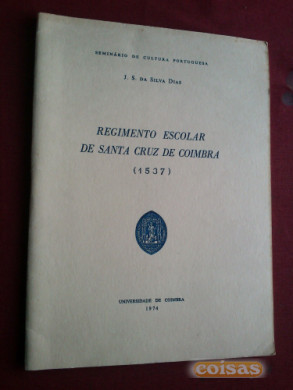 SEMINÁRIO DE CULTURA PORTUGUESA
J. S. DA SILVA DIAS
REGIMENTO ESCOLAR
DE SANTA CRUZ DE COIMBRA
(1537)
UNIVERSIDADE DE COIMBRA
1974
coisas